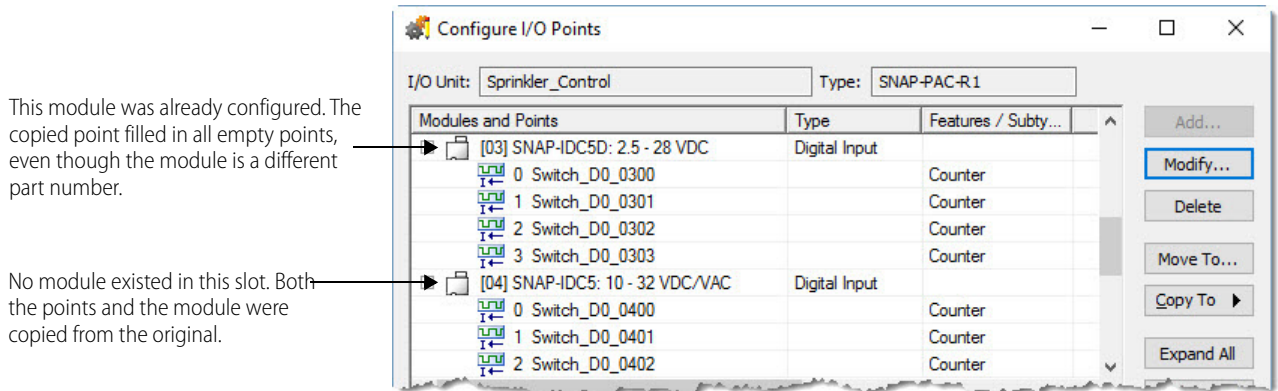 Configure I/O Points
I/O Unit: Sprinkler_Control Type: SNAP-PAC-R1
This module was already configured. The
copied point filled in all empty points,
even though the module is a different
part number.
No module existed in this slot. Both
the points and the module were
copied from the original.
Modules and Points Type Features / Subty...
[03] SNAP-IDC5D: 2.5 - 28 VDC Digital Input
0 Switch_D0_0300 Counter
1 Switch_D0_0301 Counter
2 Switch_D0_0302 Counter
3 Switch_D0_0303 Counter
[04] SNAP-IDC5: 10 - 32 VDC/VAC Digital Input
0 Switch_D0_0400 Counter
1 Switch_D0_0401 Counter
2 Switch_D0_0402 Counter
Add...
Modify...
Delete
Move To...
Copy To
Expand All